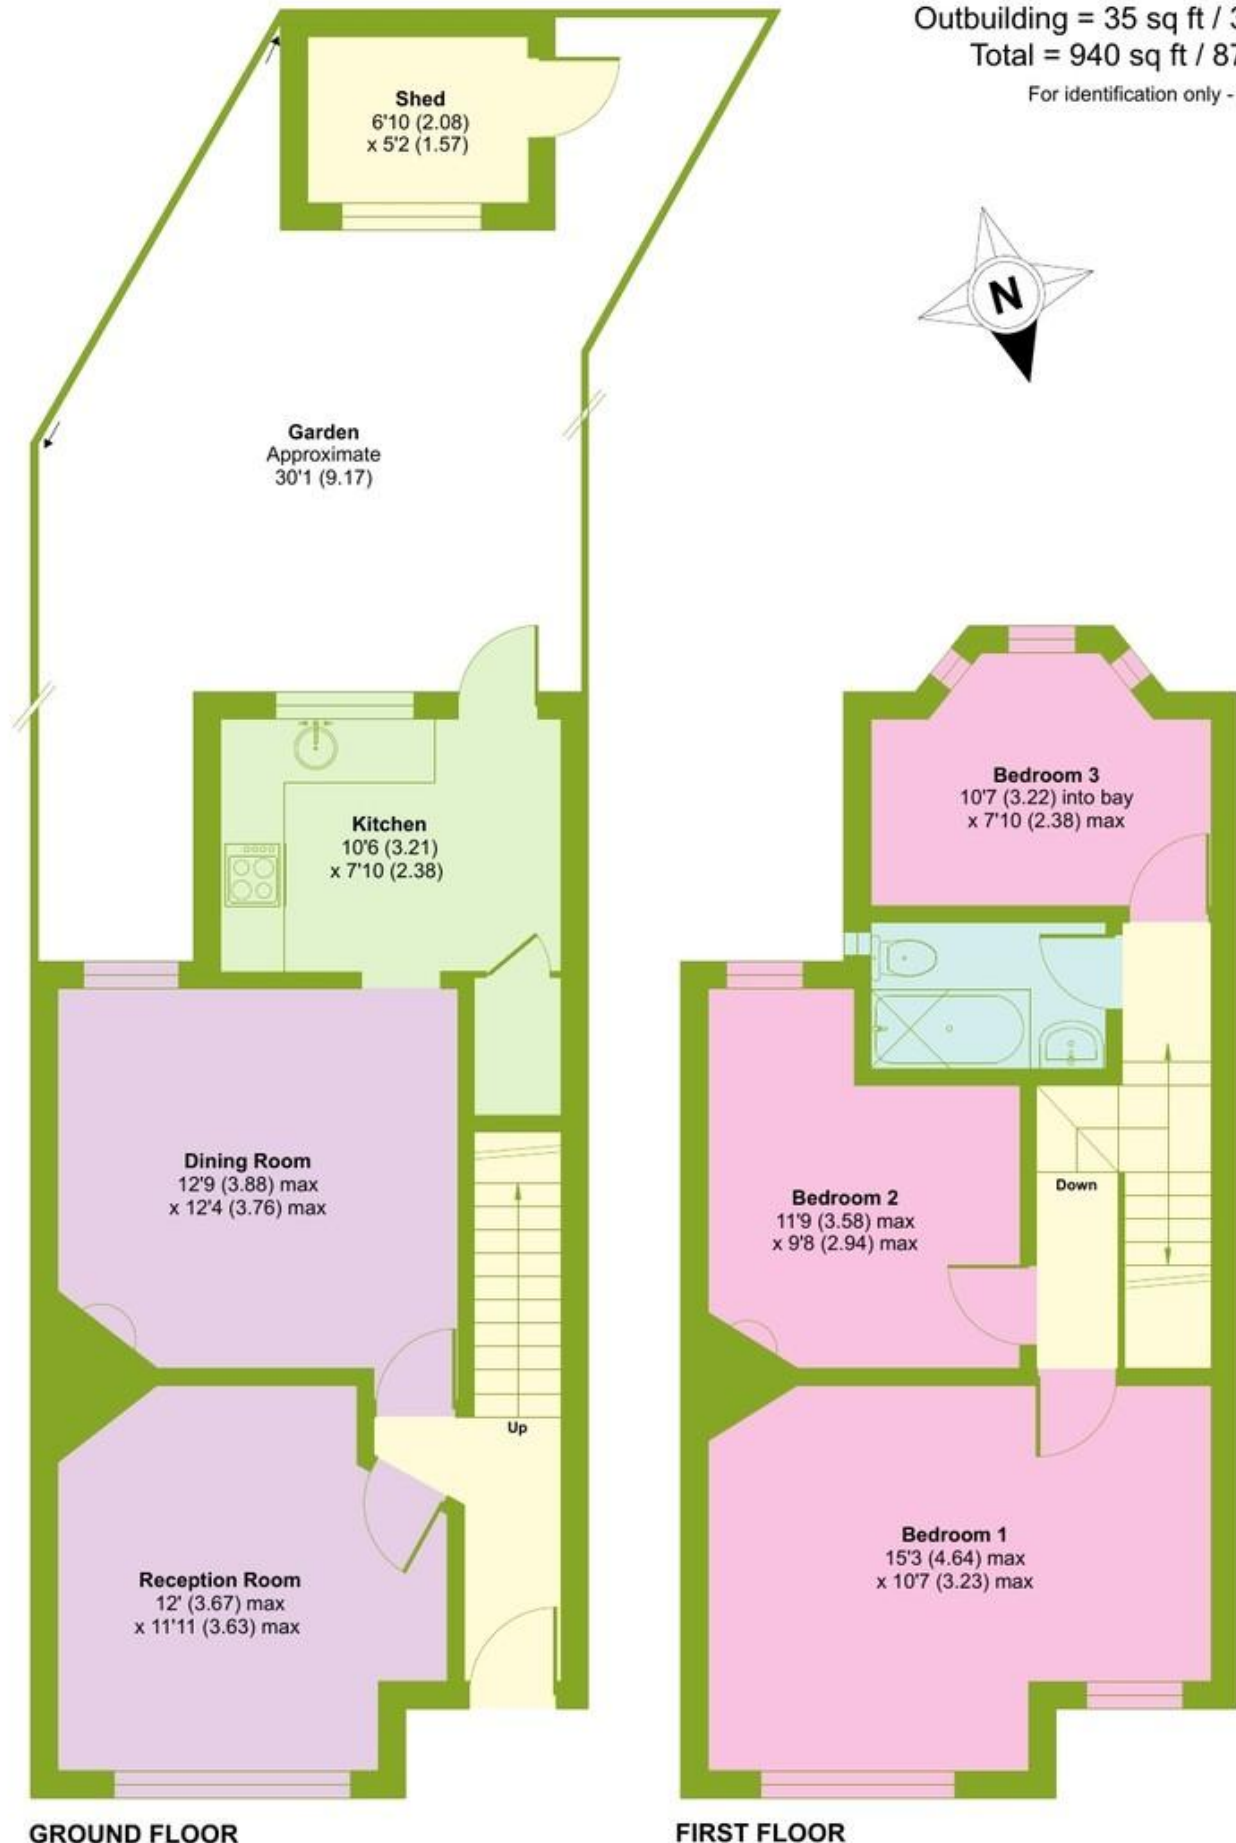 Outbuilding = 35 sq ft /
Total = 940 sq ft / 87
For identification only -
N
Shed
6'10 (2.08)
x 5'2 (1.57)
Garden
Approximate
30'1 (9.17)
Kitchen
10'6 (3.21)
x 7'10 (2.38)
Dining Room
12'9 (3.88) max
x 12'4 (3.76) max
Up
Reception Room
12' (3.67) max
x 11'11 (3.63) max
GROUND FLOOR
Bedroom 3
10'7 (3.22) into bay
x 7'10 (2.38) max
Down
Bedroom 2
11'9 (3.58) max
x 9'8 (2.94) max
Bedroom 1
15'3 (4.64) max
x 10'7 (3.23) max
FIRST FLOOR